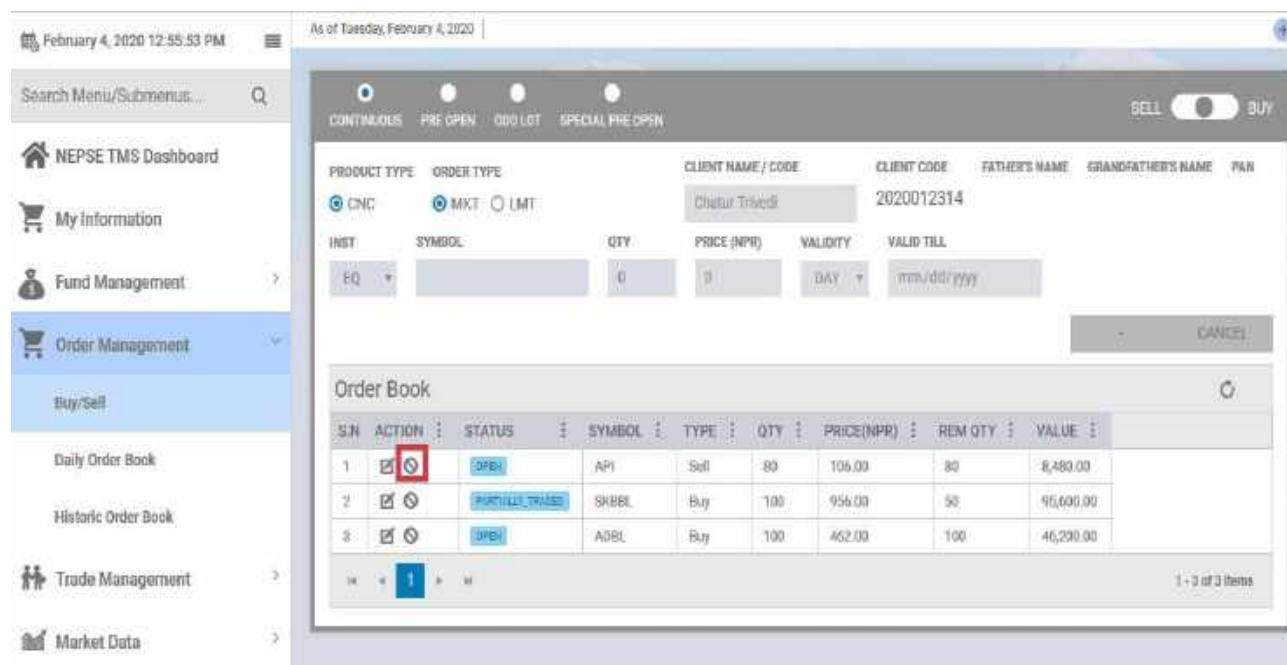 February 4, 2020 12:55:53 PM
Search Menu/Submenus...
NEPSE TMS Dashboard
My Information
Fund Management
Order Management
Buy/Sell
Daily Order Book
Historic Order Book
Trade Management
Market Data
As of Tuesday, February 4, 2020
CONTINUOUS PRE OPEN ODD LOT SPECIAL PRE OPEN
SELL BUY
PRODUCT TYPE ORDER TYPE CLIENT NAME / CODE CLIENT CODE FATHER'S NAME GRANDFATHER'S NAME PAN
CNC MKT LMT Chatur Trivedi 2020012314
INST SYMBOL QTY PRICE (NPR) VALIDITY VALID TILL
EQ 0 0 DAY mm/dd/yyyy
- CANCEL
Order Book
S.N ACTION STATUS SYMBOL TYPE QTY PRICE(NPR) REM QTY VALUE
1 OPEN API Sell 80 106.00 80 8,480.00
2 PARTIALLY_TRADED SKBBL Buy 100 956.00 50 95,600.00
3 OPEN ADBL Buy 100 462.00 100 46,200.00
1
1 - 3 of 3 items